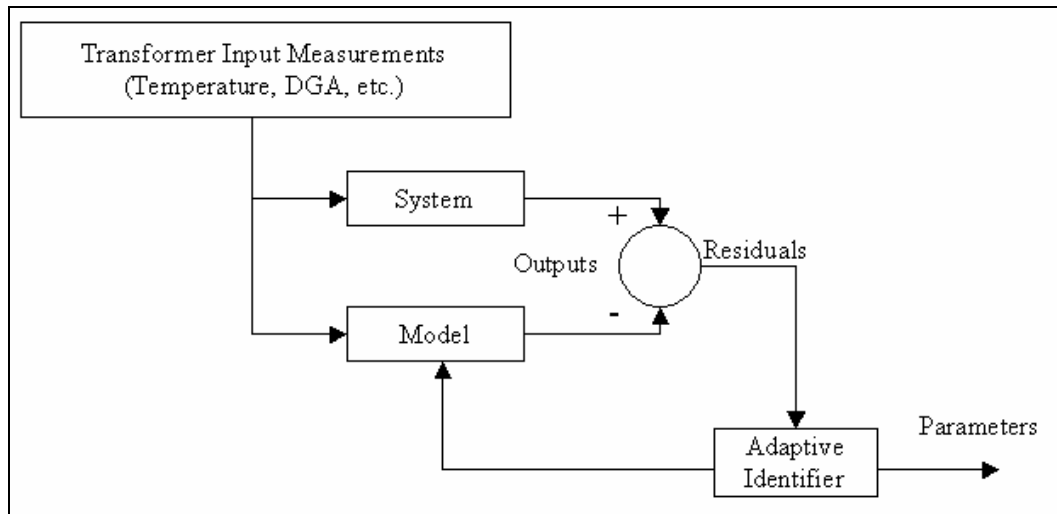 Transformer Input Measurements
(Temperature, DGA, etc.)
System
+
Outputs
Residuals
-
Model
Parameters
Adaptive
Identifier